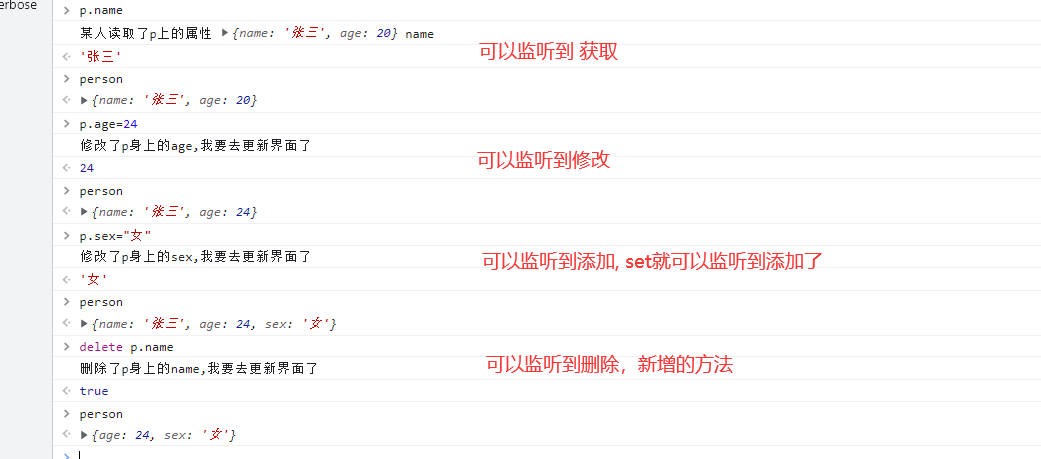 erbose
p.name
某人读取了p上的属性 ▶{name: '张三', age: 20} name
可以监听到 获取
'张三'
person
▶{name: '张三', age: 20}
p.age=24
修改了p身上的age,我要去更新界面了
可以监听到修改
24
person
▶{name: '张三', age: 24}
p.sex="女"
修改了p身上的sex,我要去更新界面了
可以监听到添加, set就可以监听到添加了
'女'
person
▶{name: '张三', age: 24, sex: '女'}
delete p.name
删除了p身上的name,我要去更新界面了
可以监听到删除，新增的方法
true
person
▶{age: 24, sex: '女'}